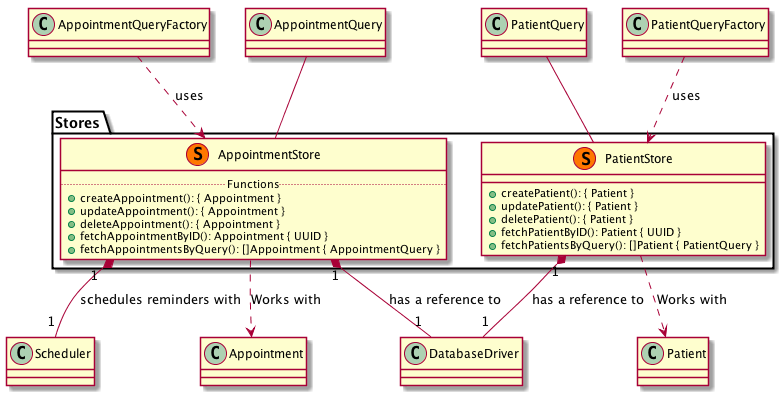 C AppointmentQueryFactory
C AppointmentQuery
C PatientQuery
C PatientQueryFactory
uses
uses
Stores
S AppointmentStore
Functions
createAppointment(): { Appointment }
updateAppointment(): { Appointment }
deleteAppointment(): { Appointment }
fetchAppointmentByID(): Appointment { UUID }
fetchAppointmentsByQuery(): []Appointment { AppointmentQuery }
S PatientStore
createPatient(): { Patient }
updatePatient(): { Patient }
deletePatient(): { Patient }
fetchPatientByID(): Patient { UUID }
fetchPatientsByQuery(): []Patient { PatientQuery }
1
1
1
schedules reminders with
Works with
has a reference to
has a reference to
Works with
1
1
1
C Scheduler
C Appointment
C DatabaseDriver
C Patient